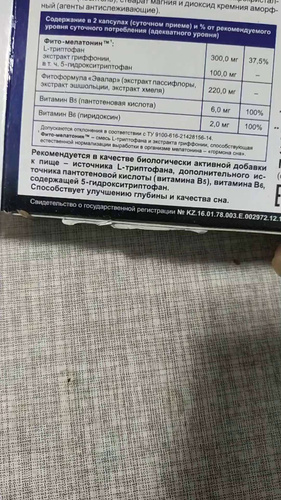 ный (агенты антислеживающие).
Содержание в 2 капсулах (суточном приеме) и % от рекомендуемого
уровня суточного потребления (адекватного уровня)
Фито-мелатонин™*:
L-триптофан 300,0 мг 37,5%
экстракт гриффонии, 100,0 мг -
в т. ч. 5-гидрокситриптофан
Фитоформула «Эвалар» (экстракт пассифлоры, 220,0 мг -
экстракт эшшольции, экстракт хмеля)
Витамин B5 (пантотеновая кислота) 6,0 мг 100%
Витамин B6 (пиридоксин) 2,0 мг 100%
Допускаются отклонения в соответствии с ТУ 9100-616-21428156-14.
Фито-мелатонин™ – смесь L-триптофана и экстракта гриффонии, способствующая
естественной нормализации выработки в организме мелатонина – «гормона сна».
Рекомендуется в качестве биологически активной добавки
к пище – источника L-триптофана, дополнительного ис-
точника пантотеновой кислоты (витамина B5), витамина B6,
содержащей 5-гидрокситриптофан.
Способствует улучшению глубины и качества сна.
Свидетельство о государственной регистрации № KZ.16.01.78.003.E.002972.12.1